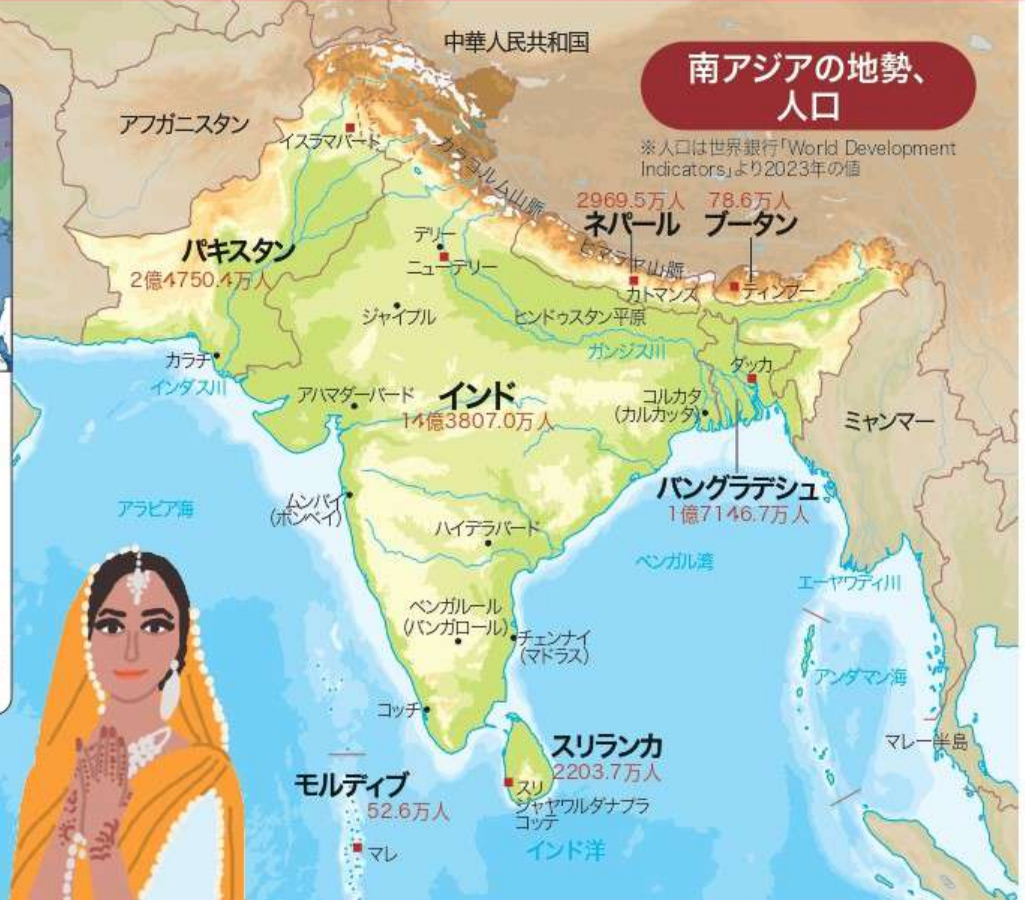 中華人民共和国
南アジアの地勢、
人口
※人口は世界銀行「World Development
Indicators」より2023年の値
アフガニスタン
イスラマバード
カラコルム山脈
2969.5万人
ネパール
78.6万人
ブータン
パキスタン
2億4750.4万人
デリー
ニューデリー
ヒマラヤ山脈
カトマンズ
ティンプー
ジャイプル
ヒンドゥスタン平原
ガンジス川
カラチ
インダス川
ダッカ
アハマダーバード
インド
14億3807.0万人
コルカタ
(カルカッタ)
ミャンマー
バングラデシュ
1億7146.7万人
アラビア海
ムンバイ
(ボンベイ)
ハイデラバード
ベンガル湾
エーヤワディ川
ベンガルール
(バンガロール)
チェンナイ
(マドラス)
アンダマン海
コッチ
マレー半島
スリランカ
2203.7万人
モルディブ
52.6万人
スリ
ジャヤワルダナプラ
コッテ
マレ
インド洋